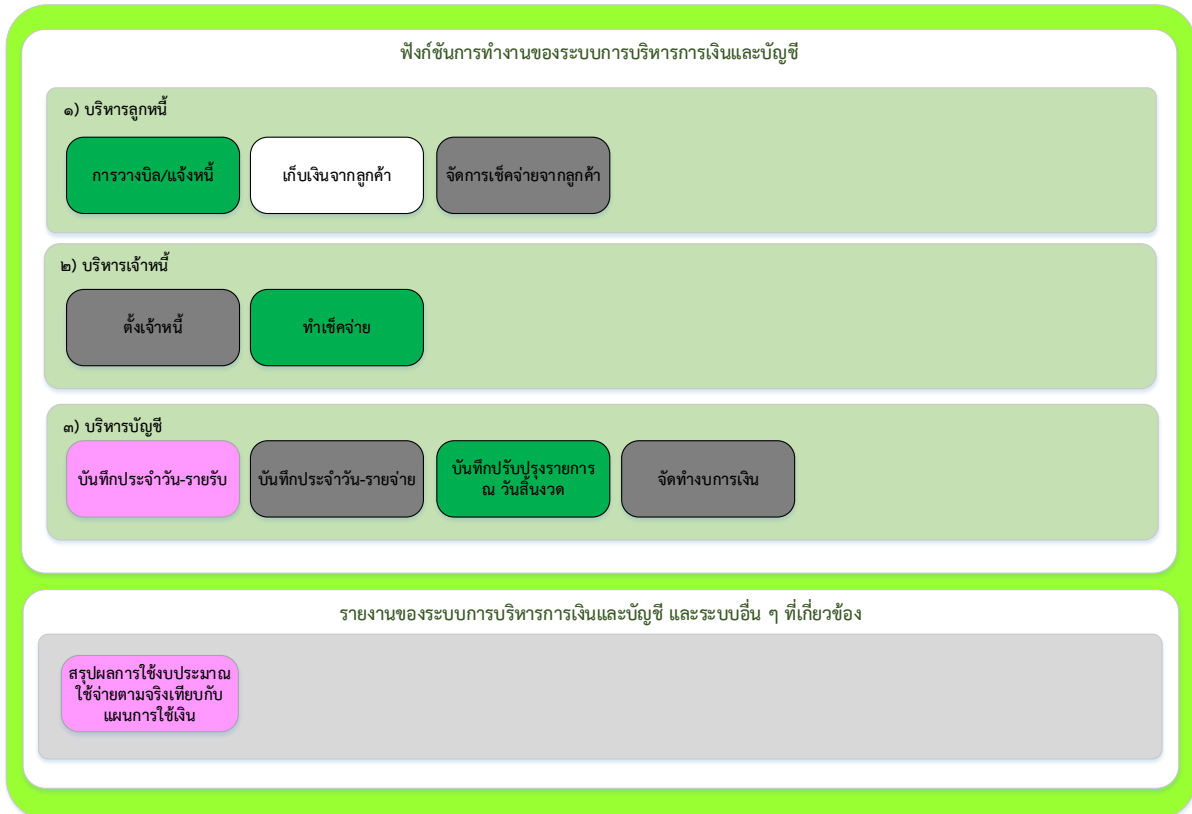 ฟังก์ชันการทำงานของระบบการบริหารการเงินและบัญชี
๑) บริหารลูกหนี้
การวางบิล/แจ้งหนี้
เก็บเงินจากลูกค้า
จัดการเช็คจ่ายจากลูกค้า
๒) บริหารเจ้าหนี้
ตั้งเจ้าหนี้
ทำเช็คจ่าย
๓) บริหารบัญชี
บันทึกประจำวัน-รายรับ
บันทึกประจำวัน-รายจ่าย
บันทึกปรับปรุงรายการ
ณ วันสิ้นงวด
จัดทำงบการเงิน
รายงานของระบบการบริหารการเงินและบัญชี และระบบอื่น ๆ ที่เกี่ยวข้อง
สรุปผลการใช้งบประมาณ
ใช้จ่ายตามจริงเทียบกับ
แผนการใช้เงิน